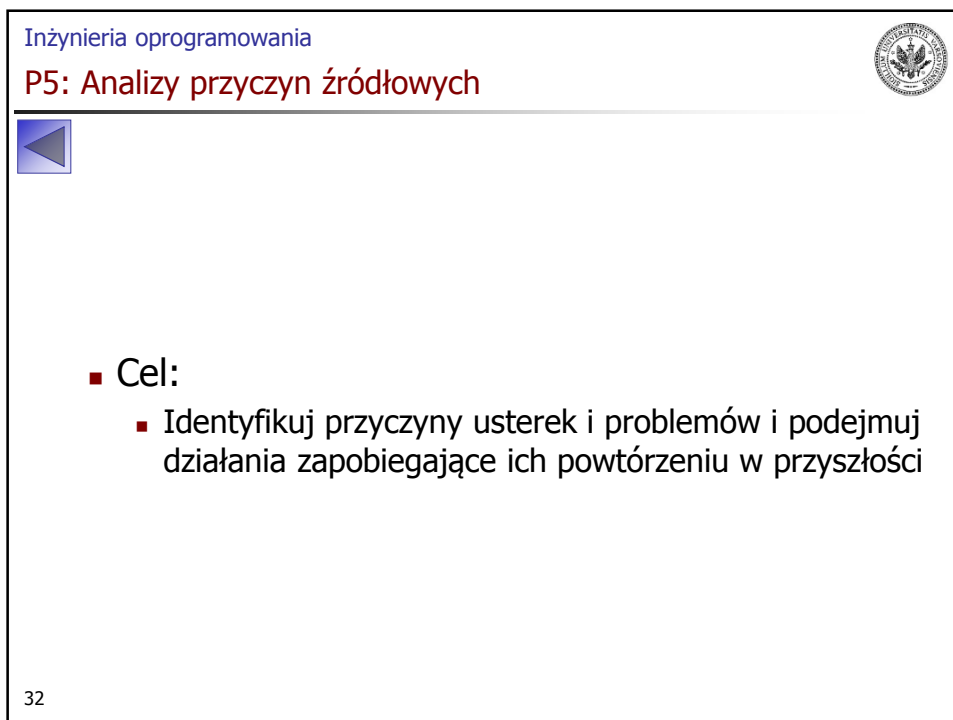 Inżynieria oprogramowania
P5: Analizy przyczyn źródłowych
Cel:
Identyfikuj przyczyny usterek i problemów i podejmuj
działania zapobiegające ich powtórzeniu w przyszłości
32